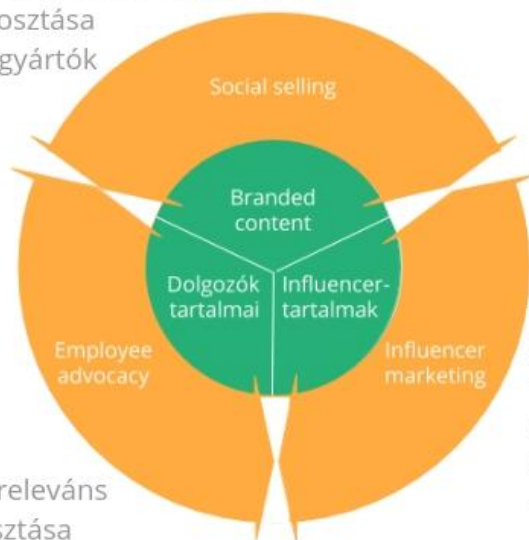 osztása
gyártók
Social selling
Branded
content
Dolgozók
tartalmai
Influencer-
tartalmak
Employee
advocacy
Influencer
marketing
releváns
sztása